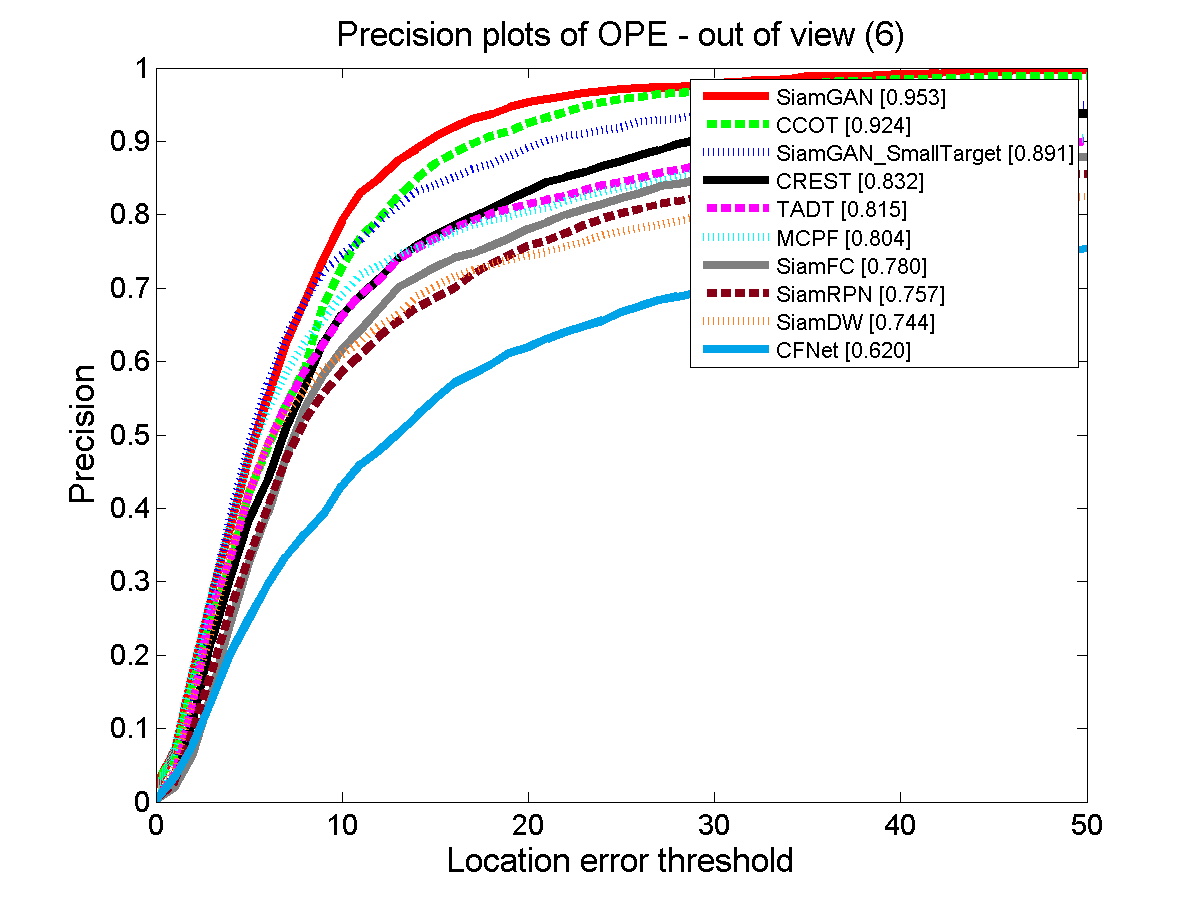 Precision plots of OPE - out of view (6)
1
0.9
0.8
0.7
0.6
0.5
0.4
0.3
0.2
0.1
0
Precision
SiamGAN [0.953]
CCOT [0.924]
SiamGAN_SmallTarget [0.891]
CREST [0.832]
TADT [0.815]
MCPF [0.804]
SiamFC [0.780]
SiamRPN [0.757]
SiamDW [0.744]
CFNet [0.620]
0 10 20 30 40 50
Location error threshold